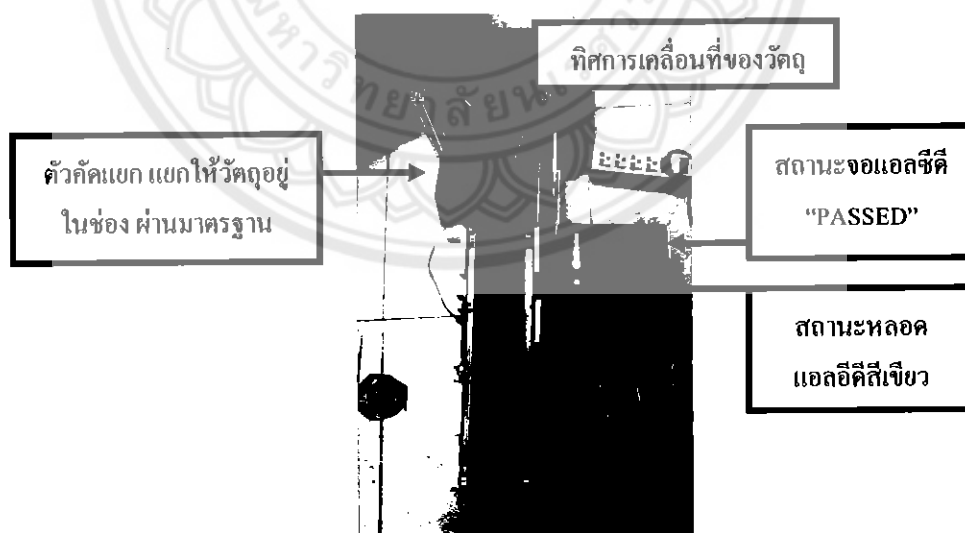 ทิศการเคลื่อนที่ของวัตถุ
ตัวคัดแยก แยกให้วัตถุอยู่
ในช่อง ผ่านมาตรฐาน
สถานะจอแอลซีดี
“PASSED”
สถานะหลอด
แอลอีดีสีเขียว